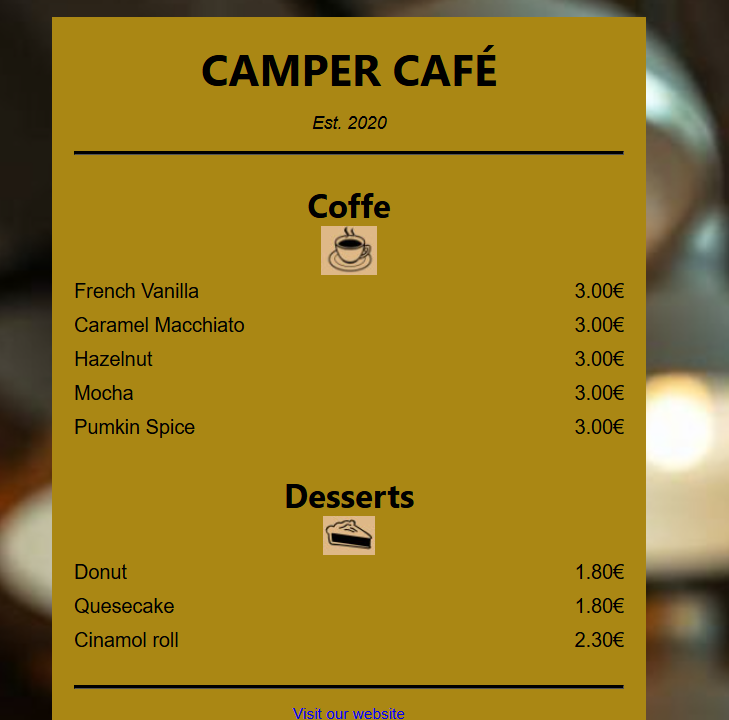 CAMPER CAFÉ
Est. 2020
Coffe
French Vanilla 3.00€
Caramel Macchiato 3.00€
Hazelnut 3.00€
Mocha 3.00€
Pumkin Spice 3.00€
Desserts
Donut 1.80€
Quesecake 1.80€
Cinamol roll 2.30€
Visit our website